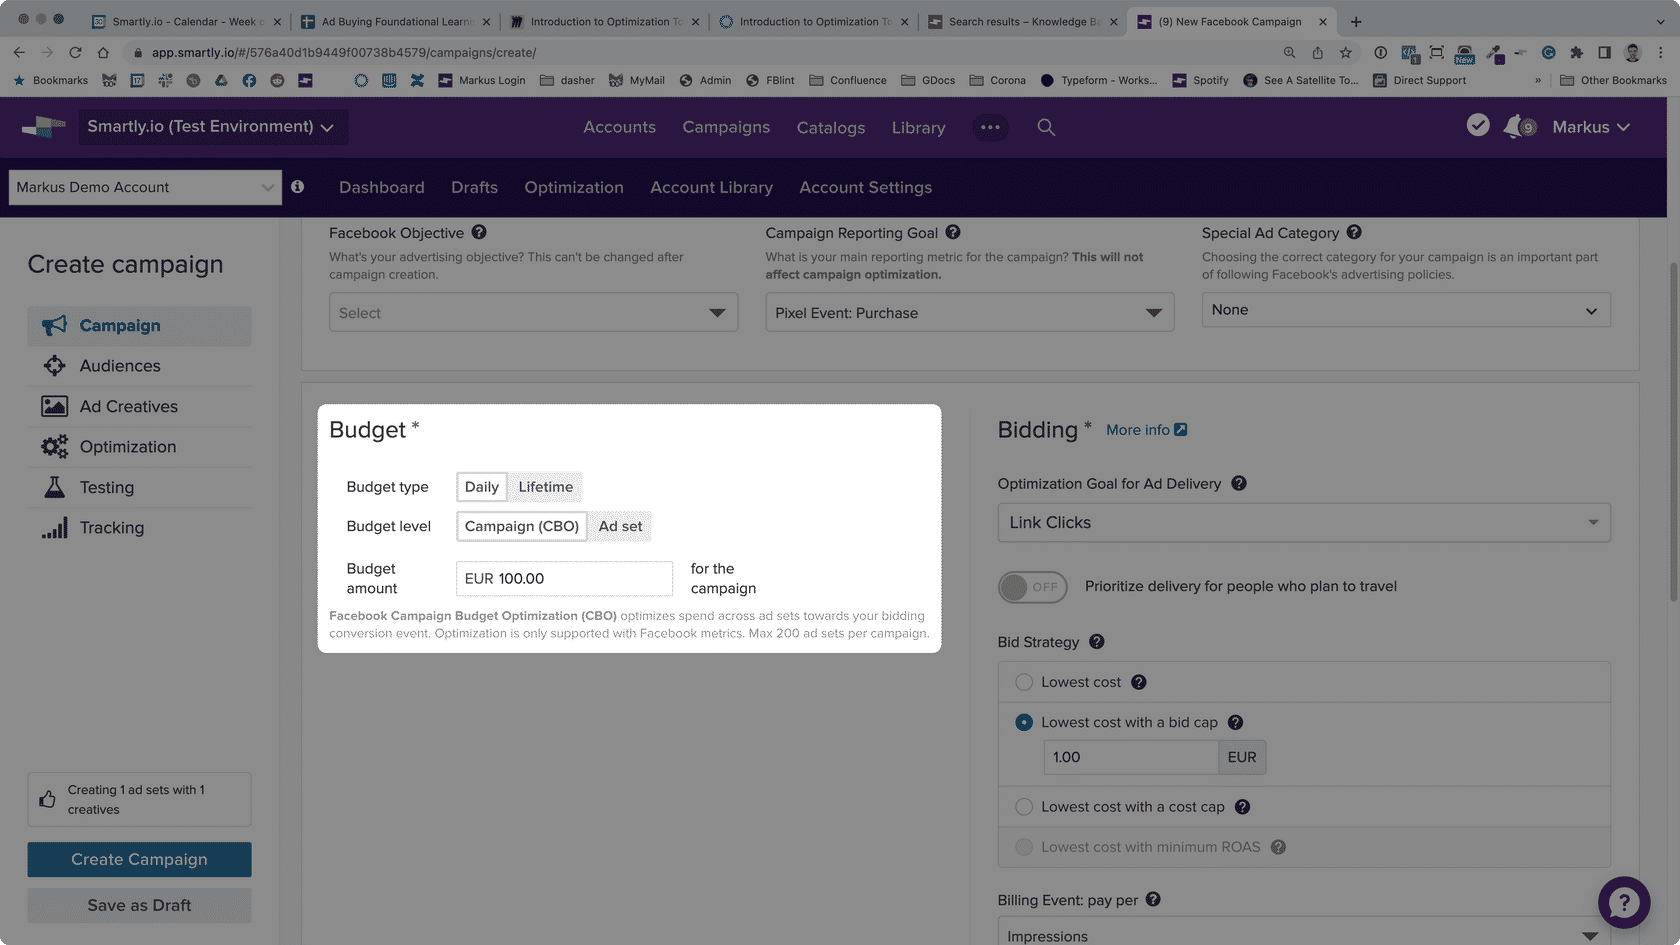 Smartly.io - Calendar - Week o
Ad Buying Foundational Learni
Introduction to Optimization To
Introduction to Optimization To
Search results – Knowledge Ba
(9) New Facebook Campaign
app.smartly.io/#/576a40d1b9449f00738b4579/campaigns/create/
New
Bookmarks
17
Markus Login
dasher
MyMail
Admin
FBlint
Confluence
GDocs
Corona
Typeform - Works...
Spotify
See A Satellite To...
Direct Support
»
Other Bookmarks
Smartly.io (Test Environment)
Accounts
Campaigns
Catalogs
Library
9
Markus
Markus Demo Account
Dashboard
Drafts
Optimization
Account Library
Account Settings
Create campaign
Campaign
Audiences
Ad Creatives
Optimization
Testing
Tracking
Creating 1 ad sets with 1
creatives
Create Campaign
Save as Draft
Facebook Objective ?
What's your advertising objective? This can't be changed after
campaign creation.
Select
Campaign Reporting Goal ?
What is your main reporting metric for the campaign? This will not
affect campaign optimization.
Pixel Event: Purchase
Special Ad Category ?
Choosing the correct category for your campaign is an important part
of following Facebook's advertising policies.
None
Budget *
Budget type Daily Lifetime
Budget level Campaign (CBO) Ad set
Budget
amount
EUR 100.00
for the
campaign
Facebook Campaign Budget Optimization (CBO) optimizes spend across ad sets towards your bidding
conversion event. Optimization is only supported with Facebook metrics. Max 200 ad sets per campaign.
Bidding * More info
Optimization Goal for Ad Delivery ?
Link Clicks
OFF Prioritize delivery for people who plan to travel
Bid Strategy ?
Lowest cost ?
Lowest cost with a bid cap ?
1.00 EUR
Lowest cost with a cost cap ?
Lowest cost with minimum ROAS ?
Billing Event: pay per ?
Impressions
?